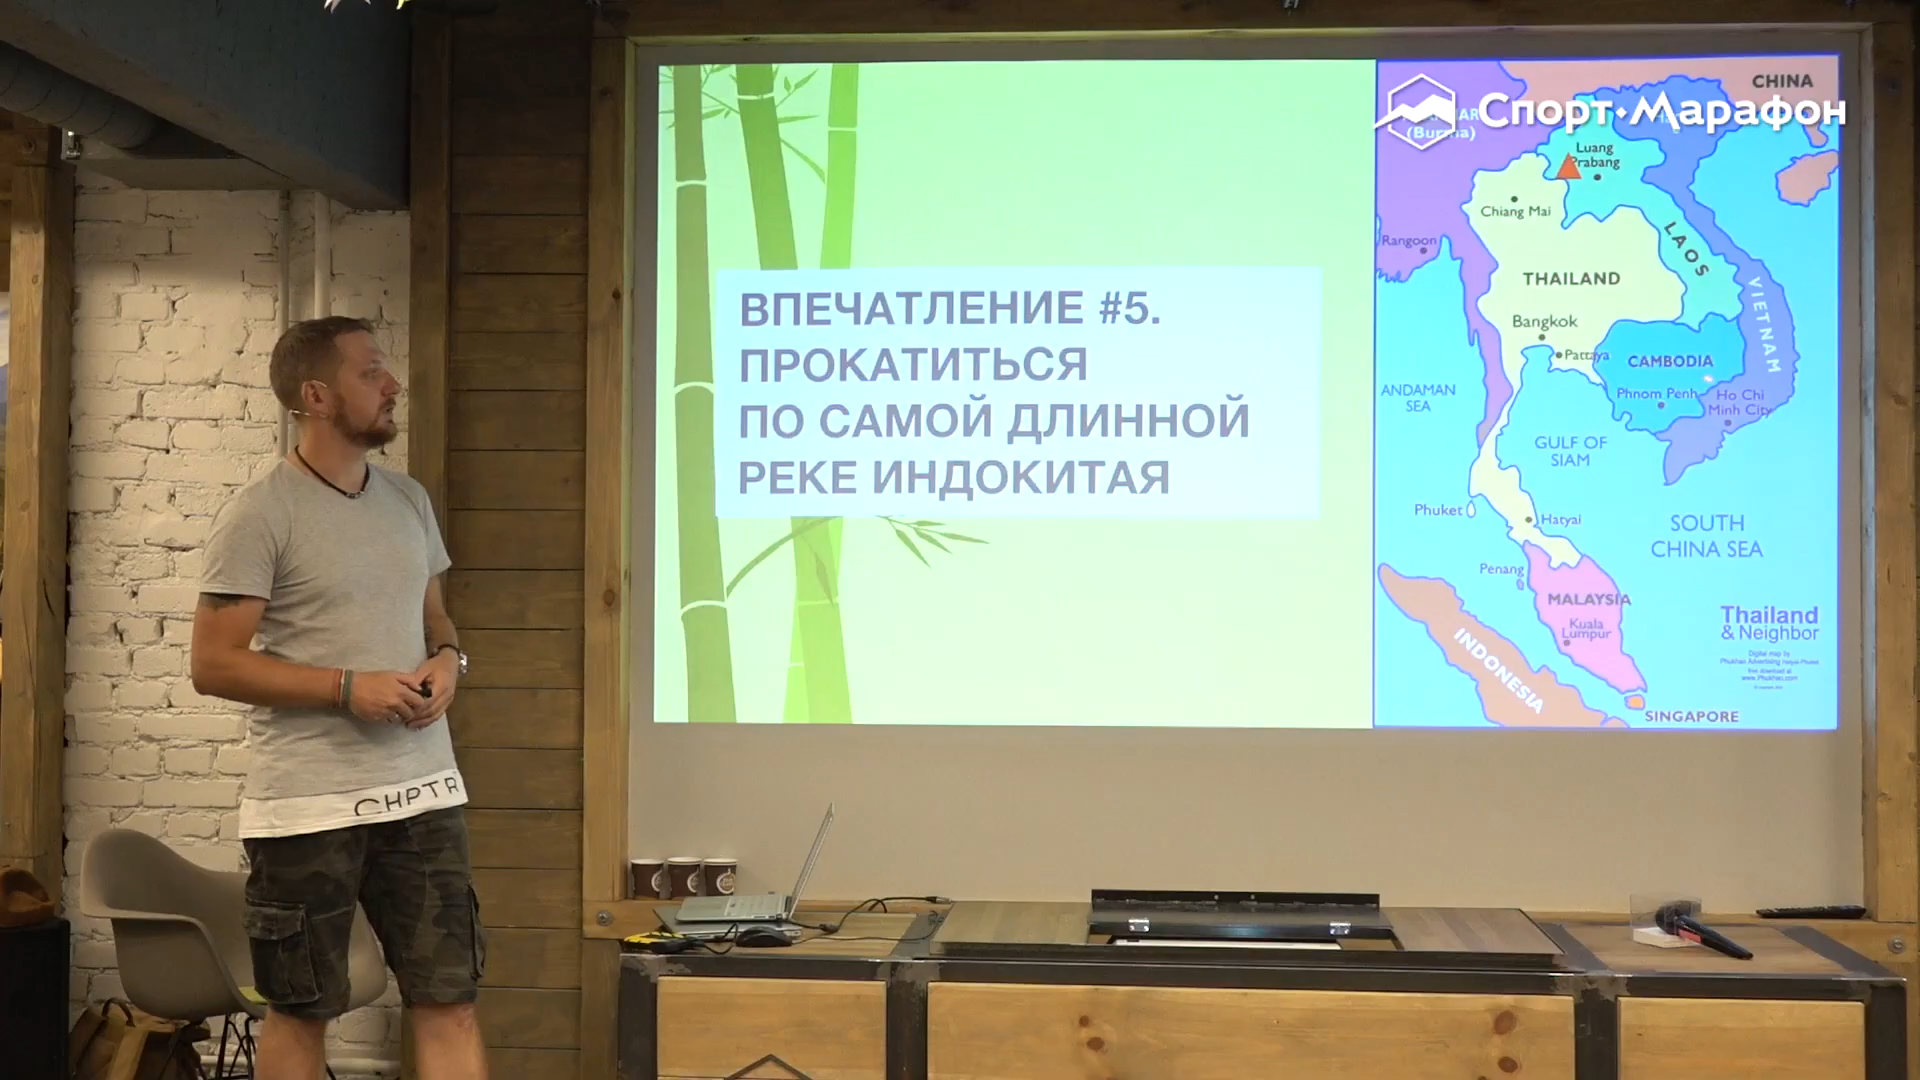 Спорт-Марафон
ВПЕЧАТЛЕНИЕ #5.
ПРОКАТИТЬСЯ
ПО САМОЙ ДЛИННОЙ
РЕКЕ ИНДОКИТАЯ
CHINA
(Burma)
Luang
Prabang
Chiang Mai
Rangoon
LAOS
THAILAND
VIETNAM
Bangkok
Pattaya
CAMBODIA
ANDAMAN
SEA
Phnom Penh
Ho Chi
Minh City
GULF OF
SIAM
Phuket
Hatyai
SOUTH
CHINA SEA
Penang
MALAYSIA
Kuala
Lumpur
Thailand
& Neighbor
INDONESIA
SINGAPORE
CHPTR